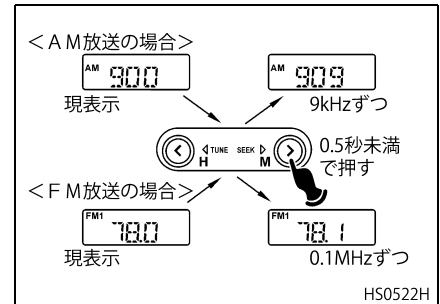 ＜ＡＭ放送の場合＞
AM 900
AM 909
現表示
9kHzずつ
< ◁ TUNE SEEK ▷ >
H M
0.5秒未満
で押す
＜ＦＭ放送の場合＞
FM1 78.0
FM1 78.1
現表示
0.1MHzずつ
HS0522H